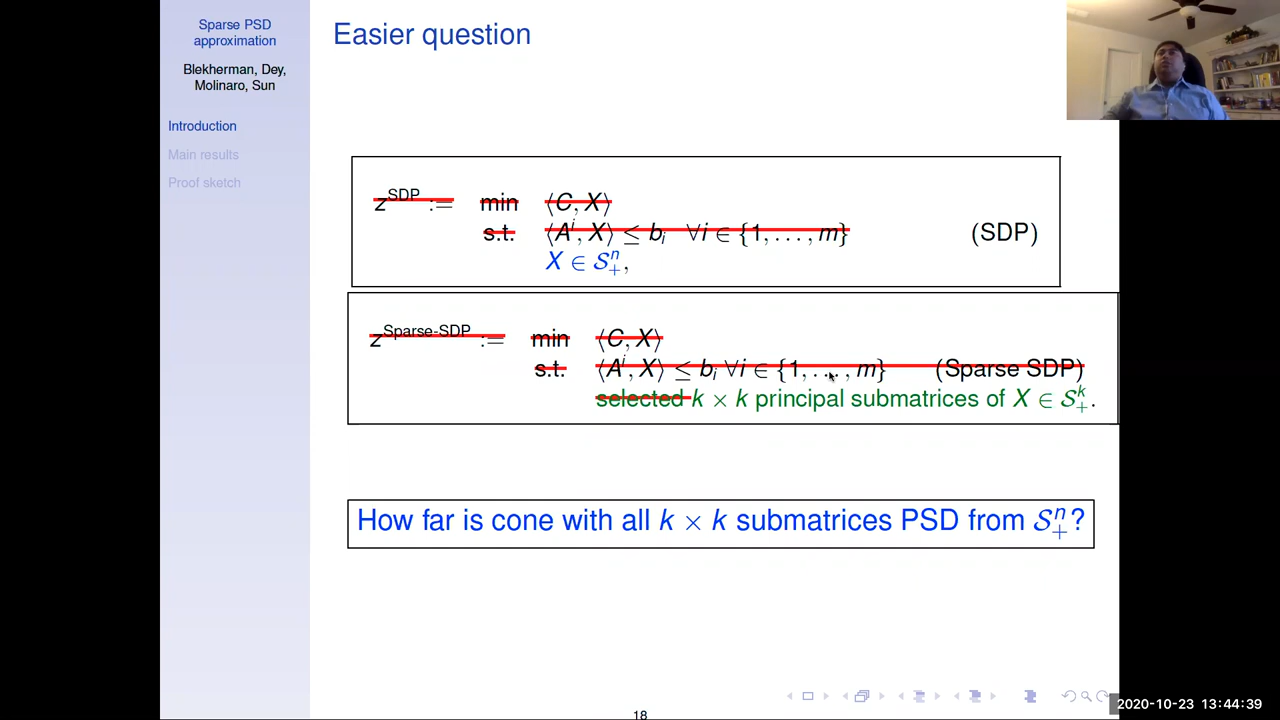 Sparse PSD
approximation
Blekherman, Dey,
Molinaro, Sun
Introduction
Main results
Proof sketch
Easier question
z^SDP := min ⟨C, X⟩
s.t. ⟨A^i, X⟩ ≤ b_i ∀i ∈ {1, . . . , m} (SDP)
X ∈ 𝒮^n_+,
z^Sparse-SDP := min ⟨C, X⟩
s.t. ⟨A^i, X⟩ ≤ b_i ∀i ∈ {1, . . . , m} (Sparse SDP)
selected k × k principal submatrices of X ∈ 𝒮^k_+.
How far is cone with all k × k submatrices PSD from 𝒮^n_+?
18
2020-10-23 13:44:39